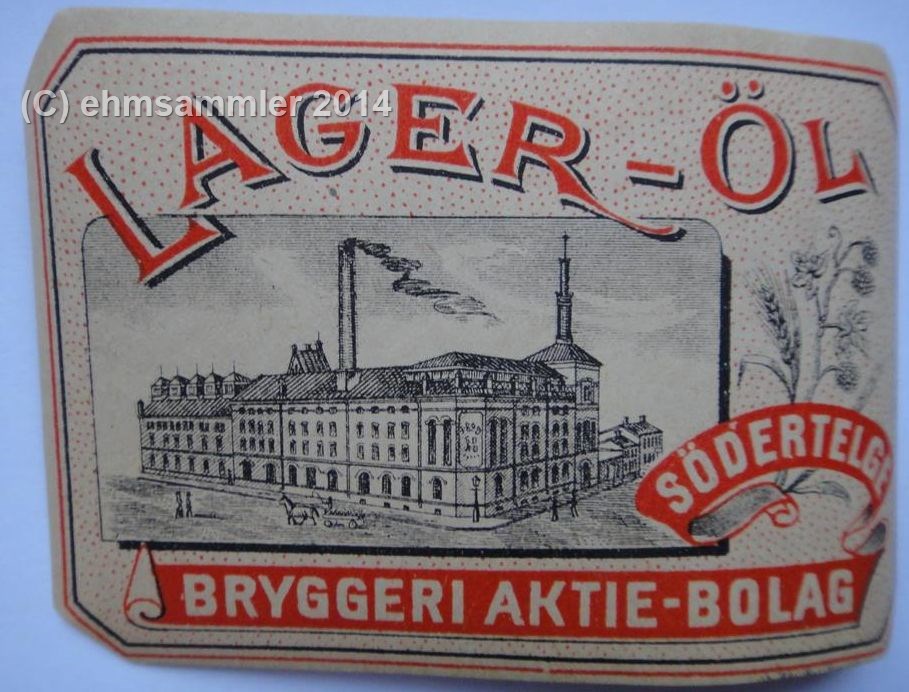 (C) ehmsammler 2014
LAGER-ÖL
SÖDERTELGE
BRYGGERI AKTIE-BOLAG